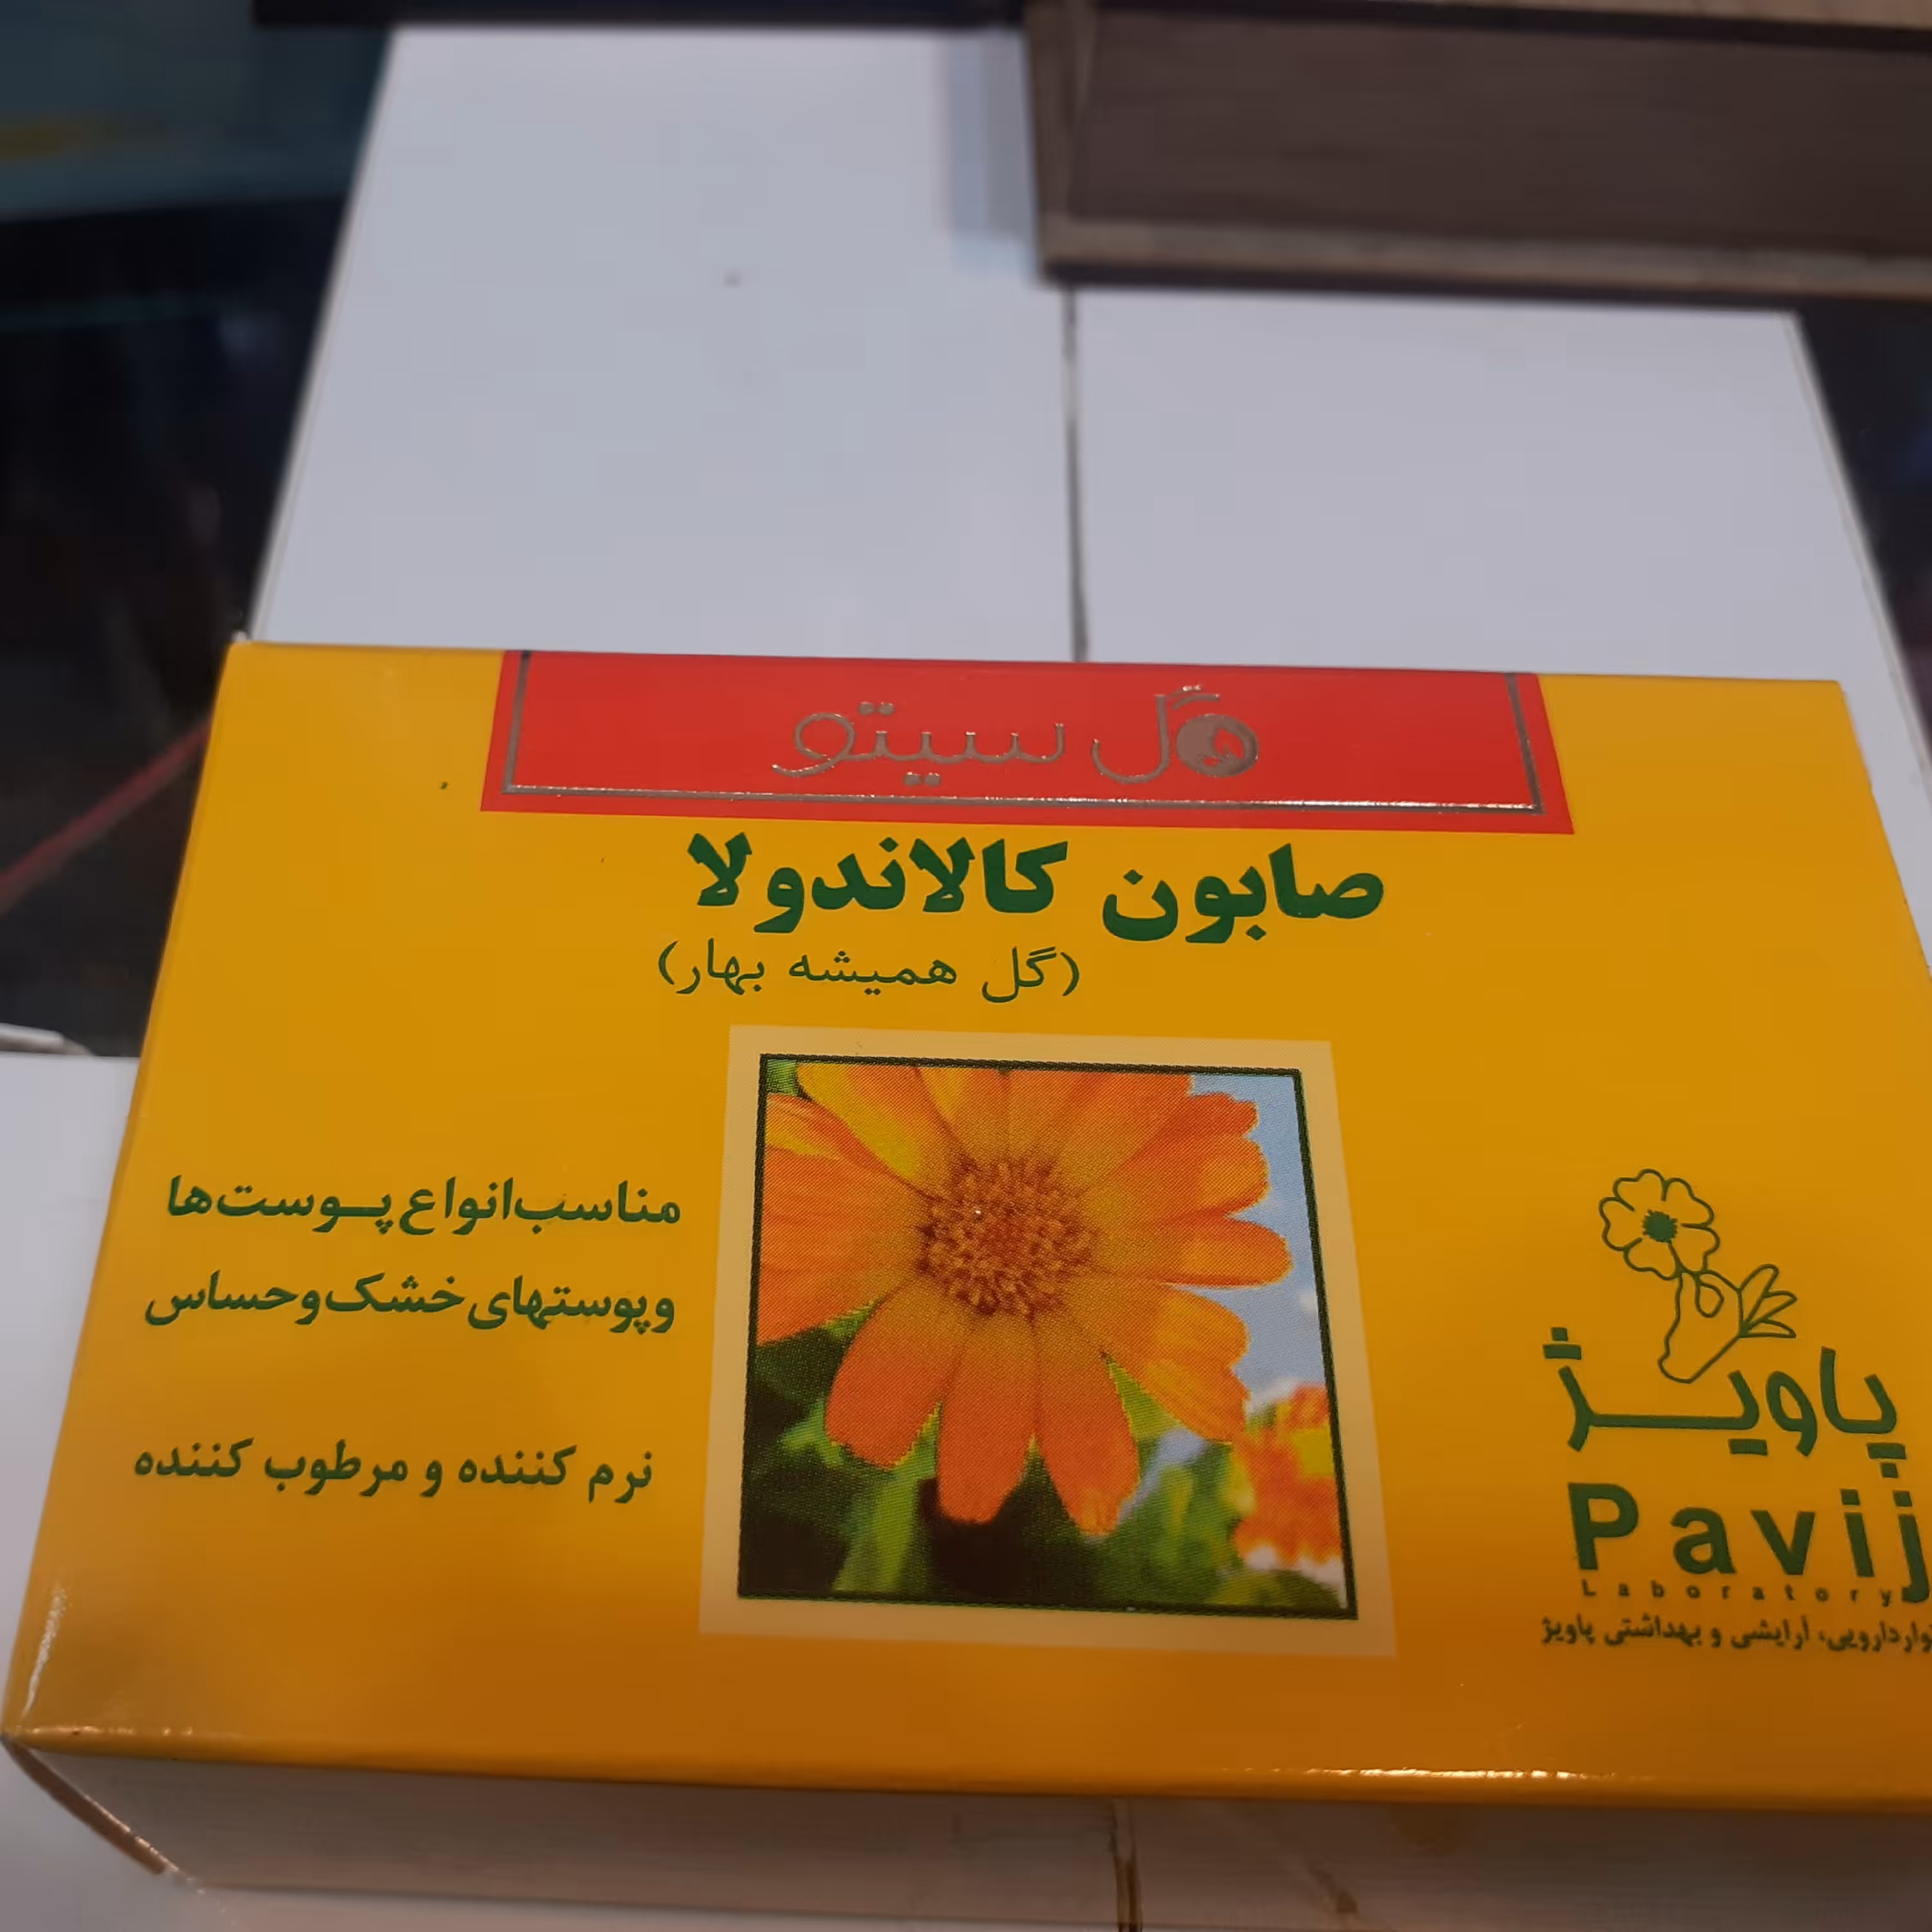 گل سیتو
صابون کالاندولا
(گل همیشه بهار)
مناسب انواع پوست‌ها
و پوستهای خشک و حساس
نرم کننده و مرطوب کننده
پاویژ
Pavij
Laboratory
دارویی، آرایشی و بهداشتی پاویژ